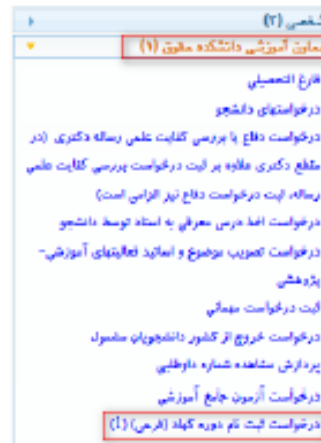 شخصی (۳)
معاون آموزشی دانشکده حقوق (۹)
فارغ التحصیلی
درخواستهای دانشجو
درخواست دفاع یا بررسی کفایت علمی رساله دکتری (در
مقطع دکتری علاوه بر ثبت درخواست بررسی کفایت علمی
رساله، ثبت درخواست دفاع نیز الزامی است)
درخواست اخذ درس معرفی به استاد توسط دانشجو
درخواست تصویب موضوع و اساتید فعالیتهای آموزشی-
پژوهشی
ثبت درخواست مهمانی
درخواست خروج از کشور دانشجویان مشمول
پردازش مشاهده شماره داوطلبی
درخواست آزمون جامع آموزشی
درخواست ثبت نام دوره کهاد (فرعی) (1)